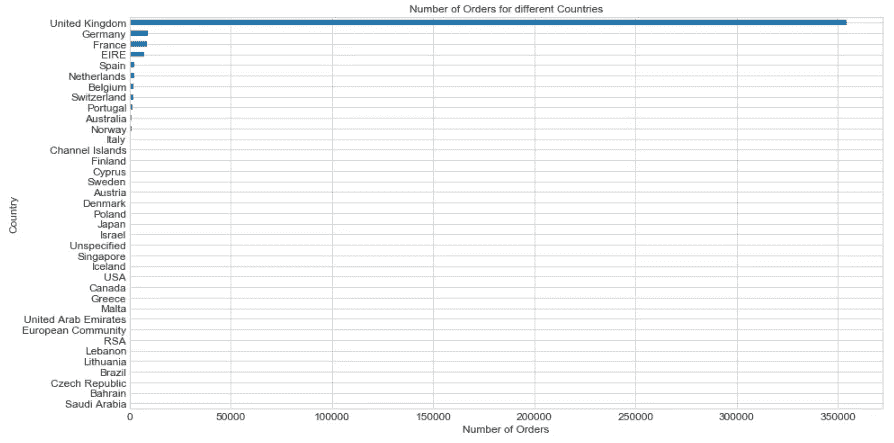 Number of Orders for different Countries
United Kingdom
Germany
France
EIRE
Spain
Netherlands
Belgium
Switzerland
Portugal
Australia
Norway
Italy
Channel Islands
Finland
Cyprus
Sweden
Austria
Denmark
Poland
Japan
Israel
Unspecified
Singapore
Iceland
USA
Canada
Greece
Malta
United Arab Emirates
European Community
RSA
Lebanon
Lithuania
Brazil
Czech Republic
Bahrain
Saudi Arabia
Country
0 50000 100000 150000 200000 250000 300000 350000
Number of Orders